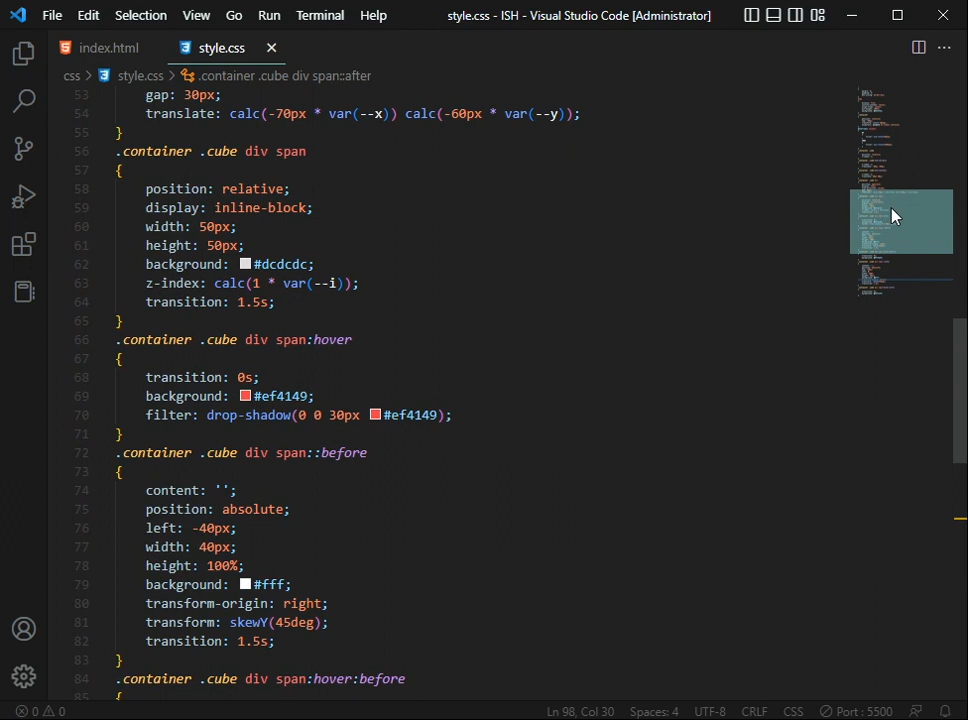 File Edit Selection View Go Run Terminal Help style.css - ISH - Visual Studio Code [Administrator]
index.html style.css
css > style.css > .container .cube div span::after
53 gap: 30px;
54 translate: calc(-70px * var(--x)) calc(-60px * var(--y));
55 }
56 .container .cube div span
57 {
58 position: relative;
59 display: inline-block;
60 width: 50px;
61 height: 50px;
62 background: #dcdcdc;
63 z-index: calc(1 * var(--i));
64 transition: 1.5s;
65 }
66 .container .cube div span:hover
67 {
68 transition: 0s;
69 background: #ef4149;
70 filter: drop-shadow(0 0 30px #ef4149);
71 }
72 .container .cube div span::before
73 {
74 content: '';
75 position: absolute;
76 left: -40px;
77 width: 40px;
78 height: 100%;
79 background: #fff;
80 transform-origin: right;
81 transform: skewY(45deg);
82 transition: 1.5s;
83 }
84 .container .cube div span:hover:before
85 {
0 0 Ln 98, Col 30 Spaces: 4 UTF-8 CRLF CSS Port : 5500